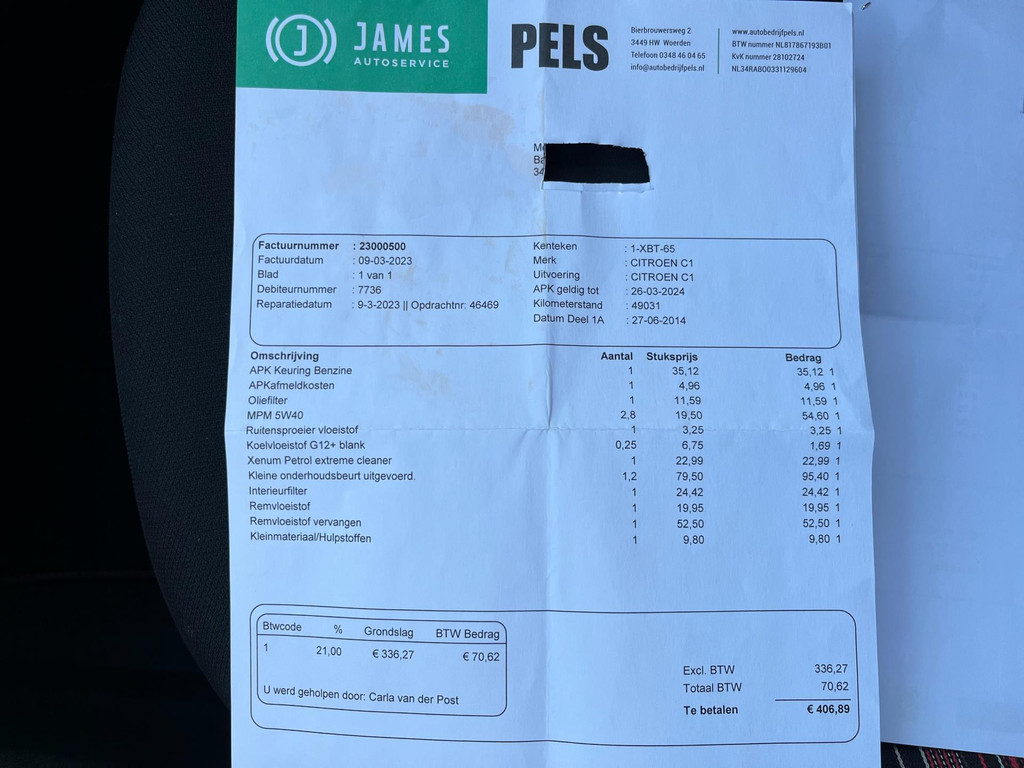 JAMES
AUTOSERVICE
PELS
Bierbrouwersweg 2
3449 HW Woerden
Telefoon 0348 46 04 65
info@autobedrijfpels.nl
www.autobedrijfpels.nl
BTW nummer NL817867193B01
KvK nummer 28102724
NL34RABO0331129604
Me
Ba
34
Factuurnummer : 23000500
Factuurdatum : 09-03-2023
Blad : 1 van 1
Debiteurnummer : 7736
Reparatiedatum : 9-3-2023 || Opdrachtnr: 46469
Kenteken : 1-XBT-65
Merk : CITROEN C1
Uitvoering : CITROEN C1
APK geldig tot : 26-03-2024
Kilometerstand : 49031
Datum Deel 1A : 27-06-2014
Omschrijving Aantal Stuksprijs Bedrag
APK Keuring Benzine 1 35,12 35,12 1
APKafmeldkosten 1 4,96 4,96 1
Oliefilter 1 11,59 11,59 1
MPM 5W40 2,8 19,50 54,60 1
Ruitensproeier vloeistof 1 3,25 3,25 1
Koelvloeistof G12+ blank 0,25 6,75 1,69 1
Xenum Petrol extreme cleaner 1 22,99 22,99 1
Kleine onderhoudsbeurt uitgevoerd. 1,2 79,50 95,40 1
Interieurfilter 1 24,42 24,42 1
Remvloeistof 1 19,95 19,95 1
Remvloeistof vervangen 1 52,50 52,50 1
Kleinmateriaal/Hulpstoffen 1 9,80 9,80 1
Btwcode % Grondslag BTW Bedrag
1 21,00 € 336,27 € 70,62
U werd geholpen door: Carla van der Post
Excl. BTW 336,27
Totaal BTW 70,62
Te betalen € 406,89